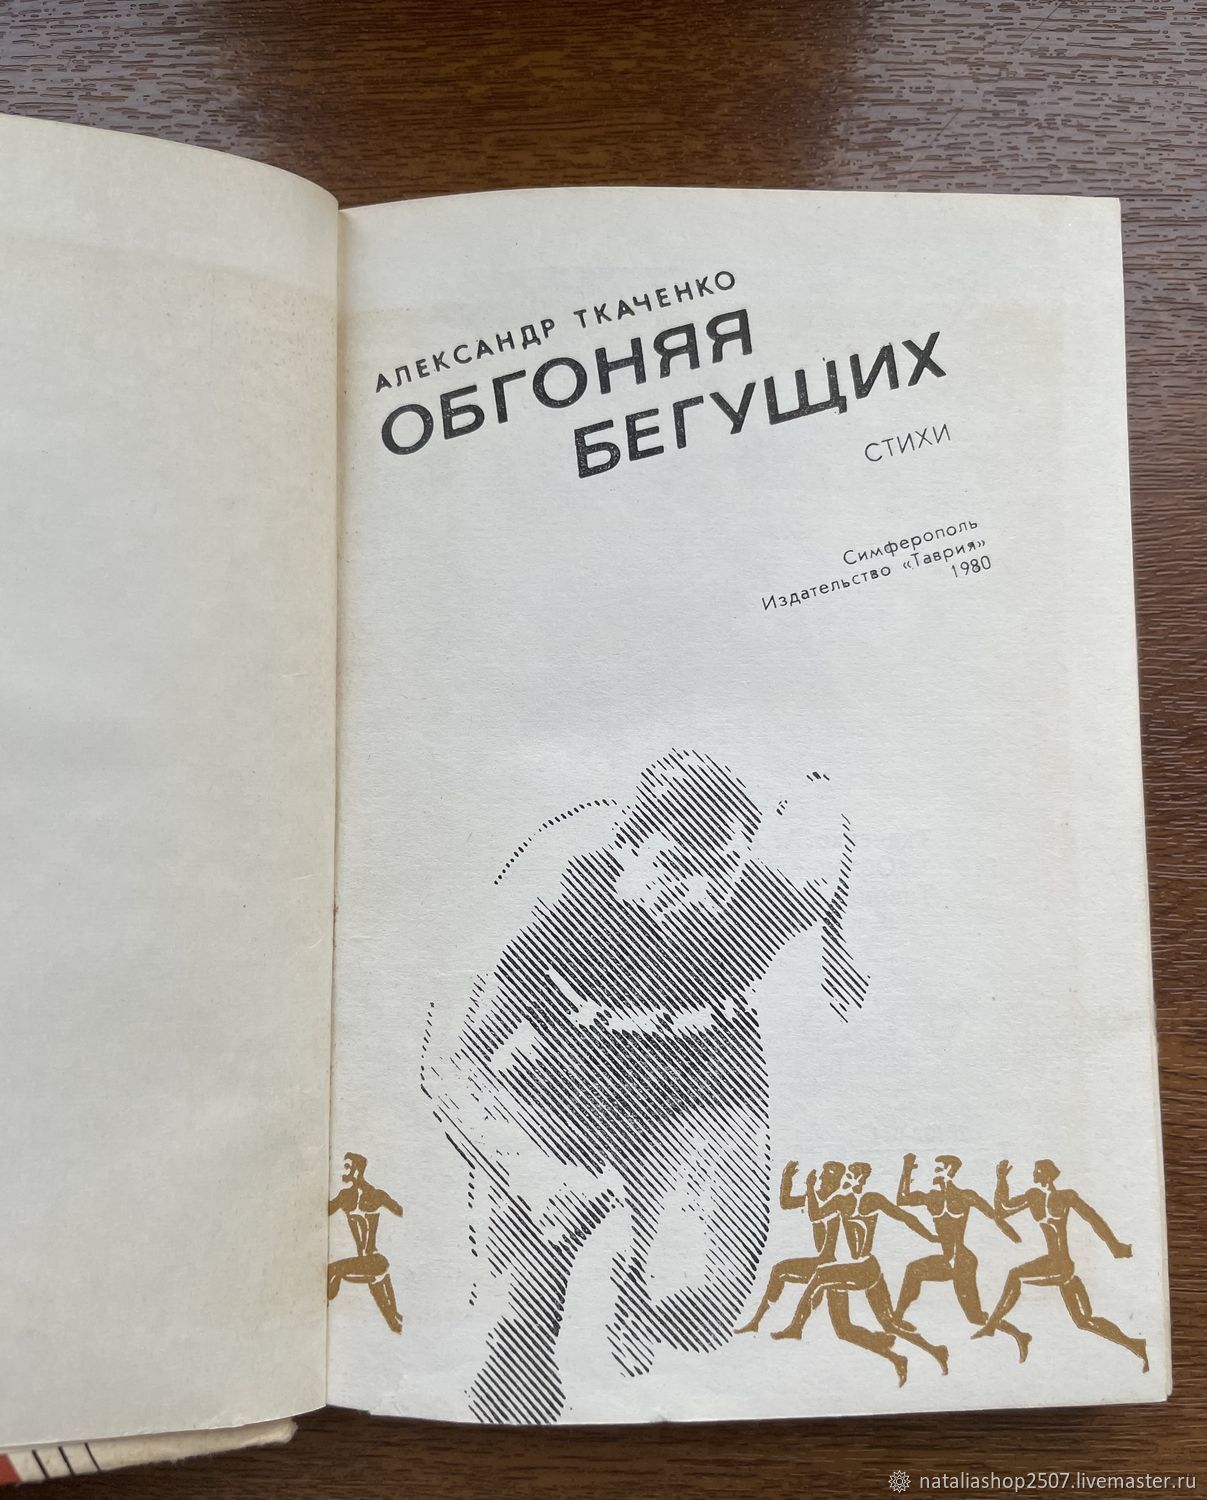 АЛЕКСАНДР ТКАЧЕНКО
ОБГОНЯЯ
БЕГУЩИХ
СТИХИ
Симферополь
Издательство «Таврия»
1980
nataliashop2507.livemaster.ru